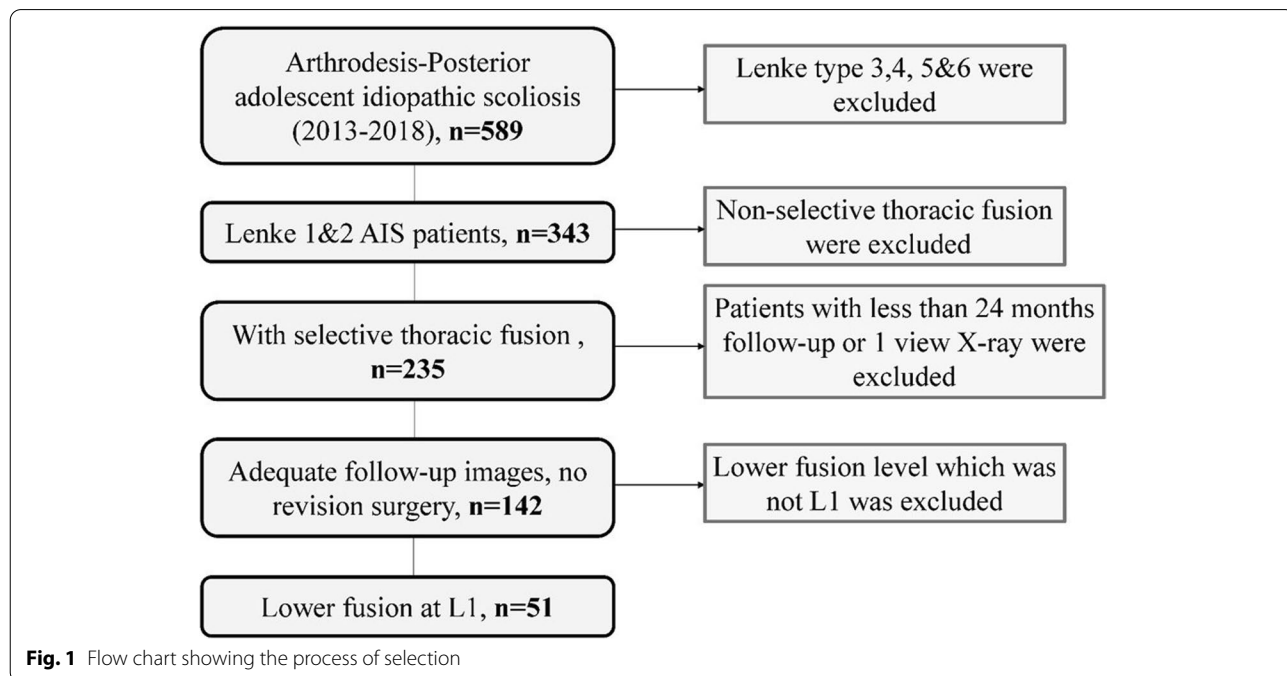 Arthrodesis-Posterior
adolescent idiopathic scoliosis
(2013-2018), n=589
Lenke type 3,4, 5&6 were
excluded
Lenke 1&2 AIS patients, n=343
Non-selective thoracic fusion
were excluded
With selective thoracic fusion ,
n=235
Patients with less than 24 months
follow-up or 1 view X-ray were
excluded
Adequate follow-up images, no
revision surgery, n=142
Lower fusion level which was
not L1 was excluded
Lower fusion at L1, n=51
Fig. 1 Flow chart showing the process of selection